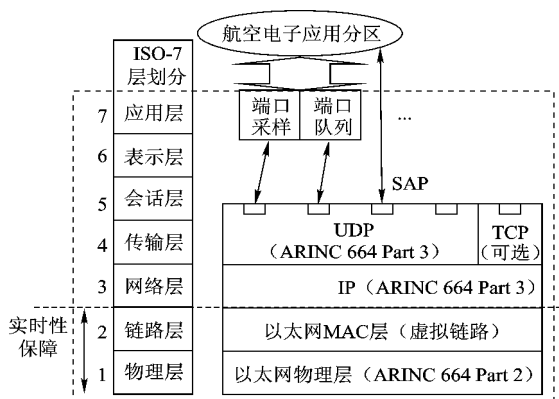 航空电子应用分区
ISO-7
层划分
7
应用层
6
表示层
5
会话层
4
传输层
3
网络层
2
链路层
1
物理层
实时性
保障
端口
采样
端口
队列
...
SAP
UDP
(ARINC 664 Part 3)
TCP
(可选)
IP（ARINC 664 Part 3)
以太网MAC层（虚拟链路）
以太网物理层（ARINC 664 Part 2)